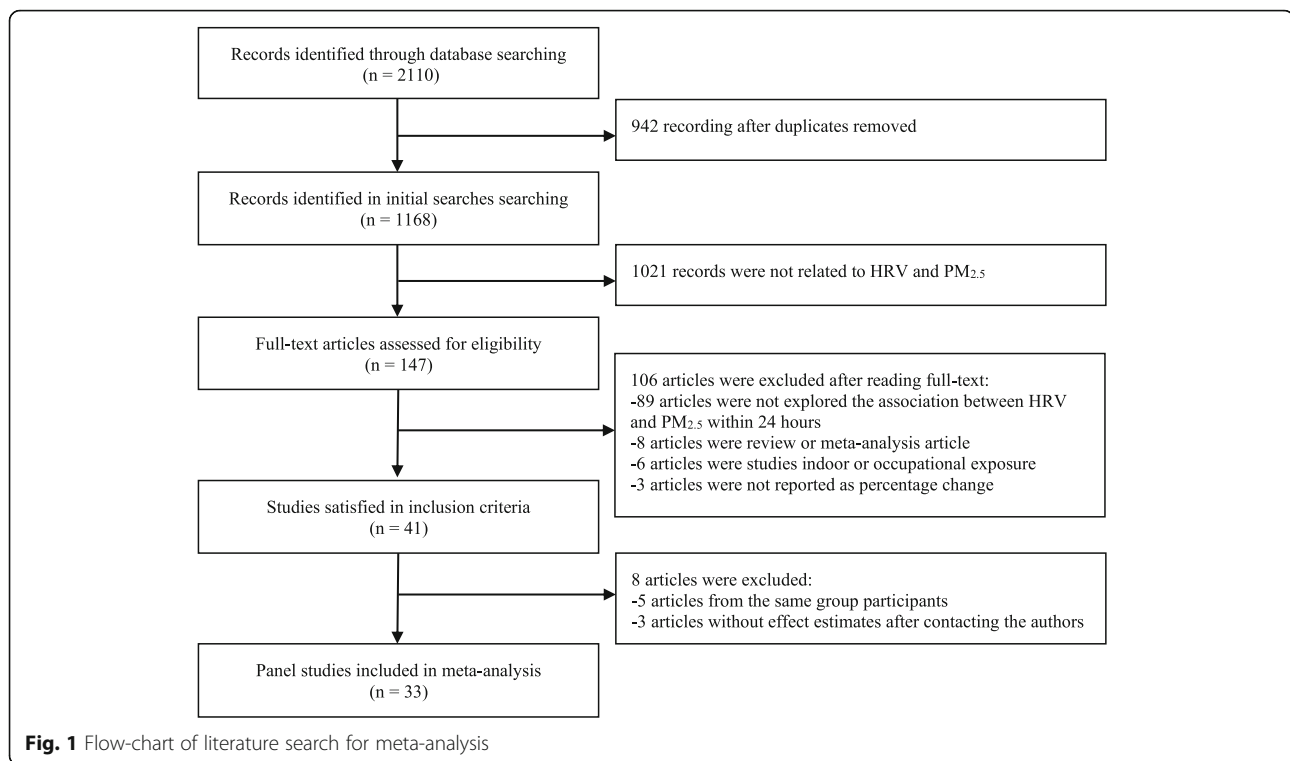 Records identified through database searching
(n = 2110)
942 recording after duplicates removed
Records identified in initial searches searching
(n = 1168)
1021 records were not related to HRV and PM2.5
Full-text articles assessed for eligibility
(n = 147)
106 articles were excluded after reading full-text:
-89 articles were not explored the association between HRV
and PM2.5 within 24 hours
-8 articles were review or meta-analysis article
-6 articles were studies indoor or occupational exposure
-3 articles were not reported as percentage change
Studies satisfied in inclusion criteria
(n = 41)
8 articles were excluded:
-5 articles from the same group participants
-3 articles without effect estimates after contacting the authors
Panel studies included in meta-analysis
(n = 33)
Fig. 1 Flow-chart of literature search for meta-analysis